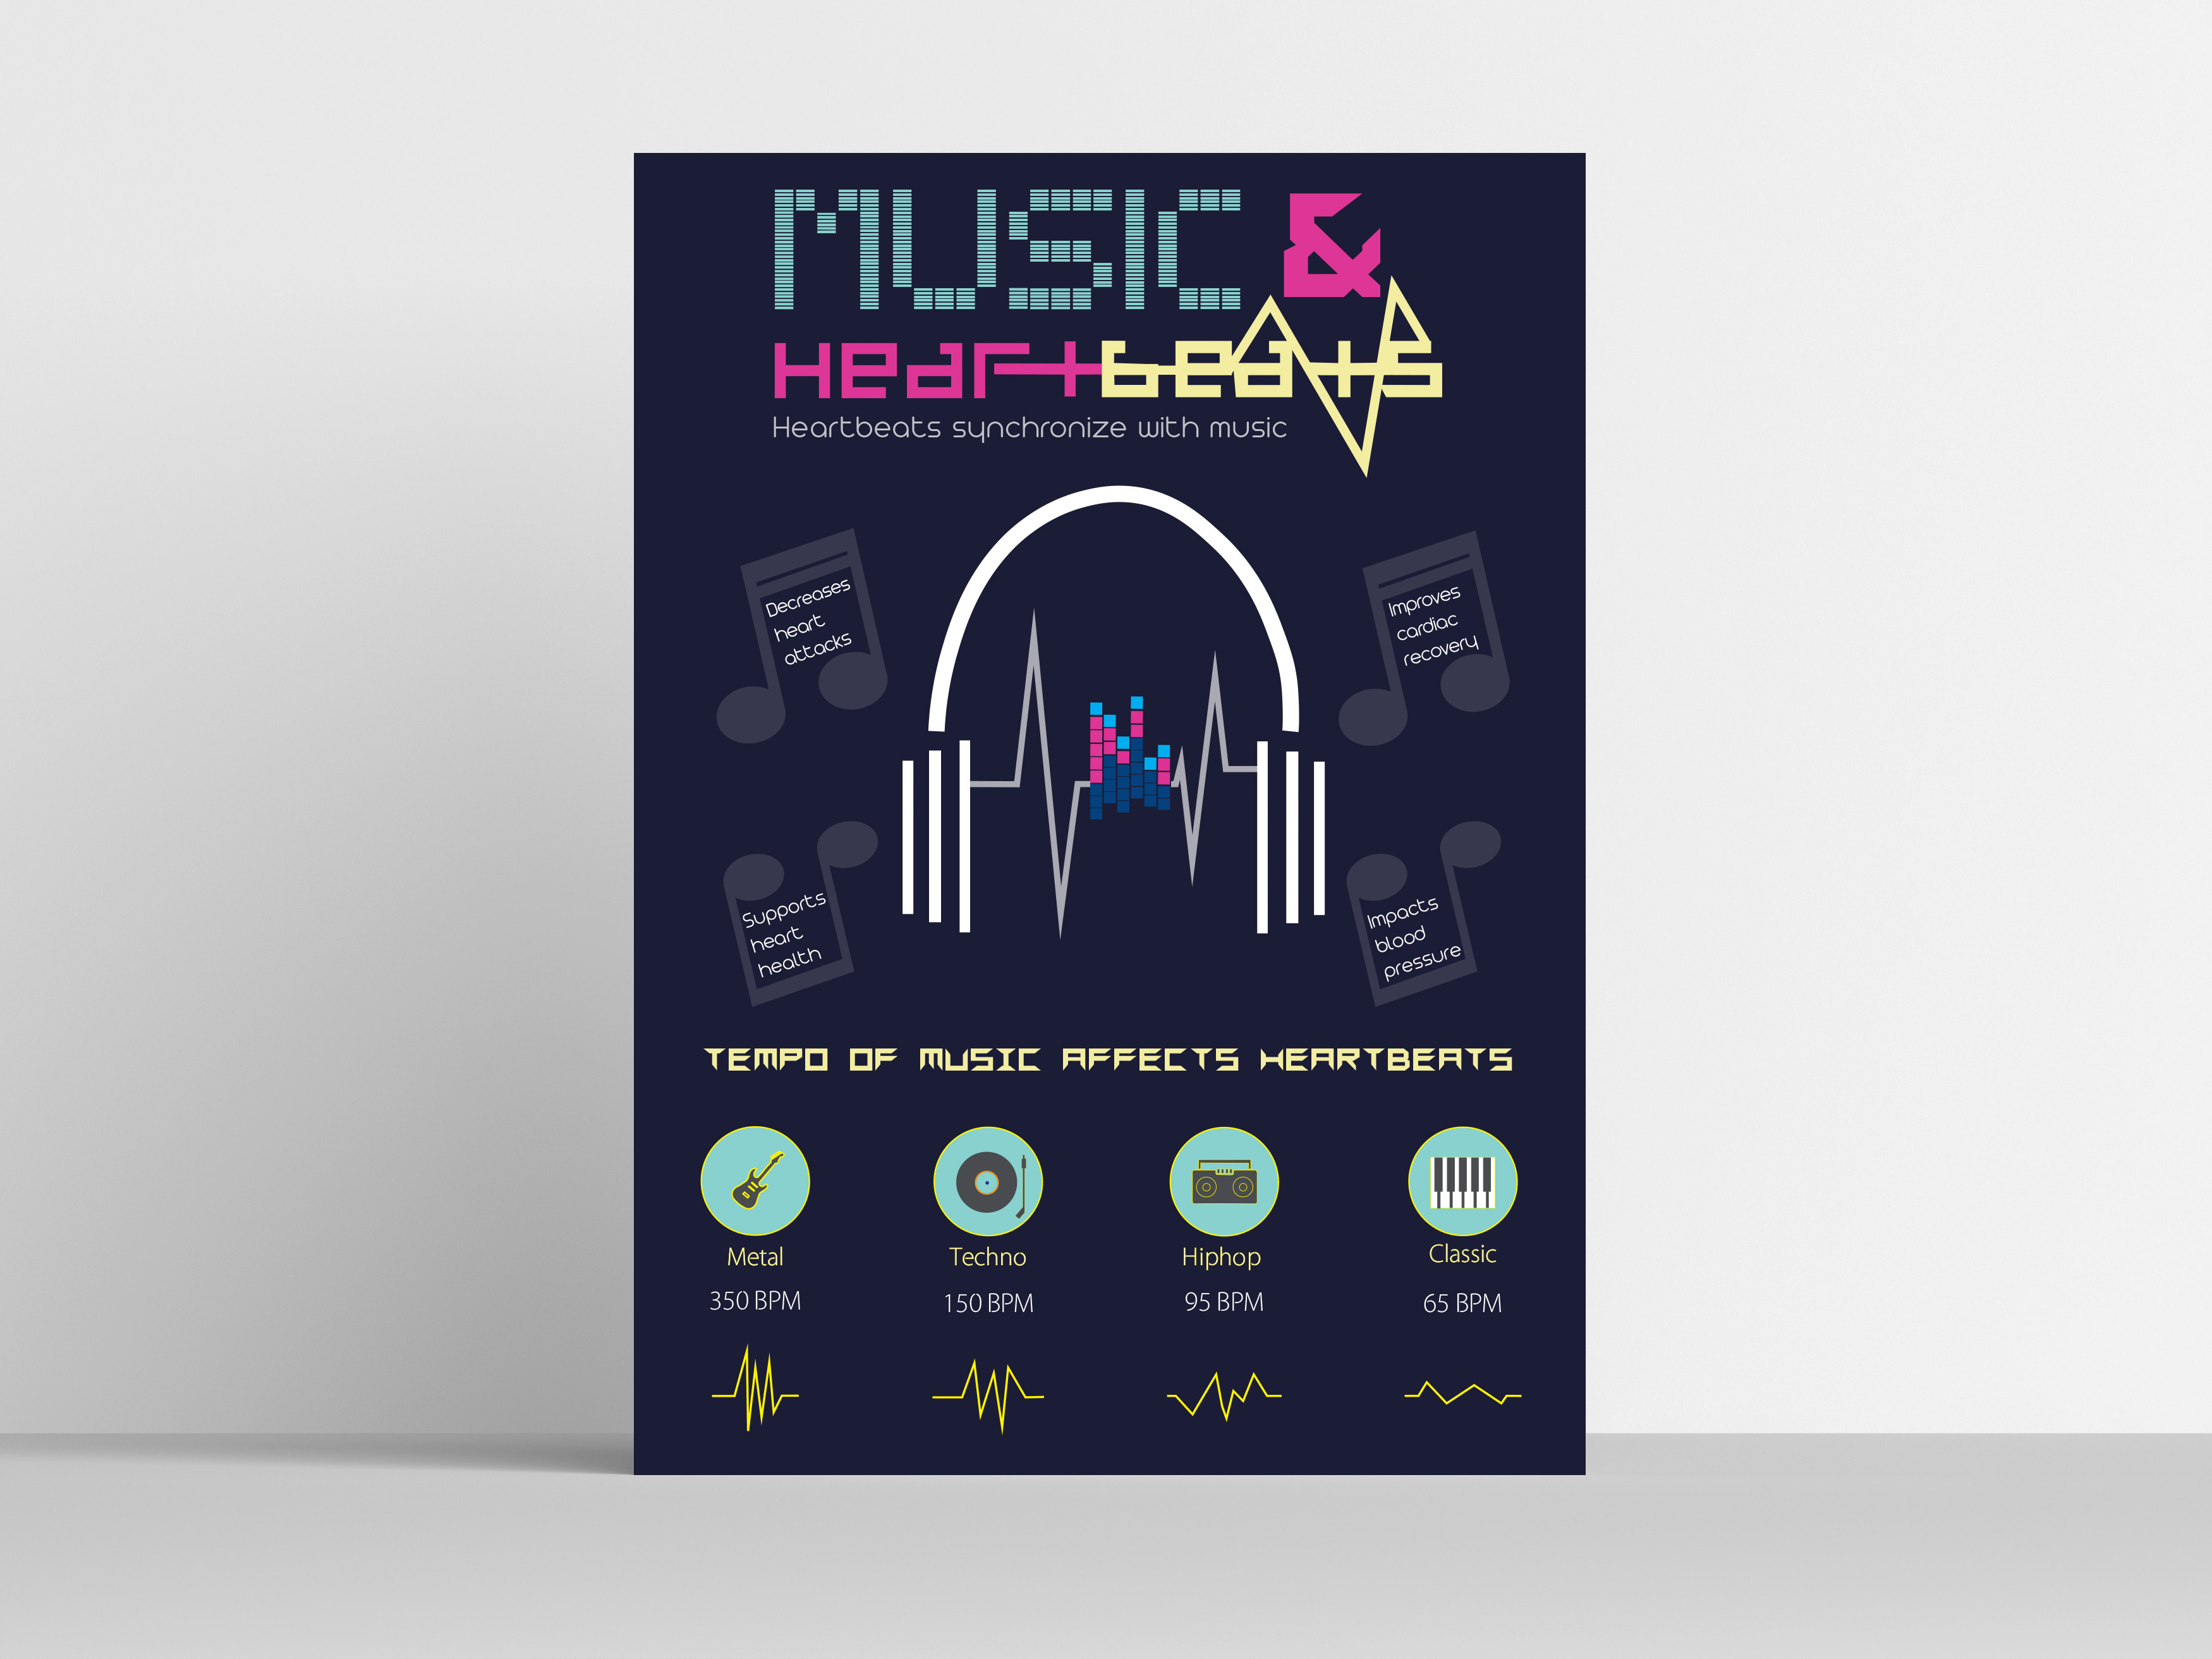 MUSIC &
Heartbeats
Heartbeats synchronize with music
Decreases
heart
attacks
Improves
cardiac
recovery
Supports
heart
health
Impacts
blood
pressure
TEMPO OF MUSIC AFFECTS HEARTBEATS
Metal
Techno
Hiphop
Classic
350 BPM
150 BPM
95 BPM
65 BPM